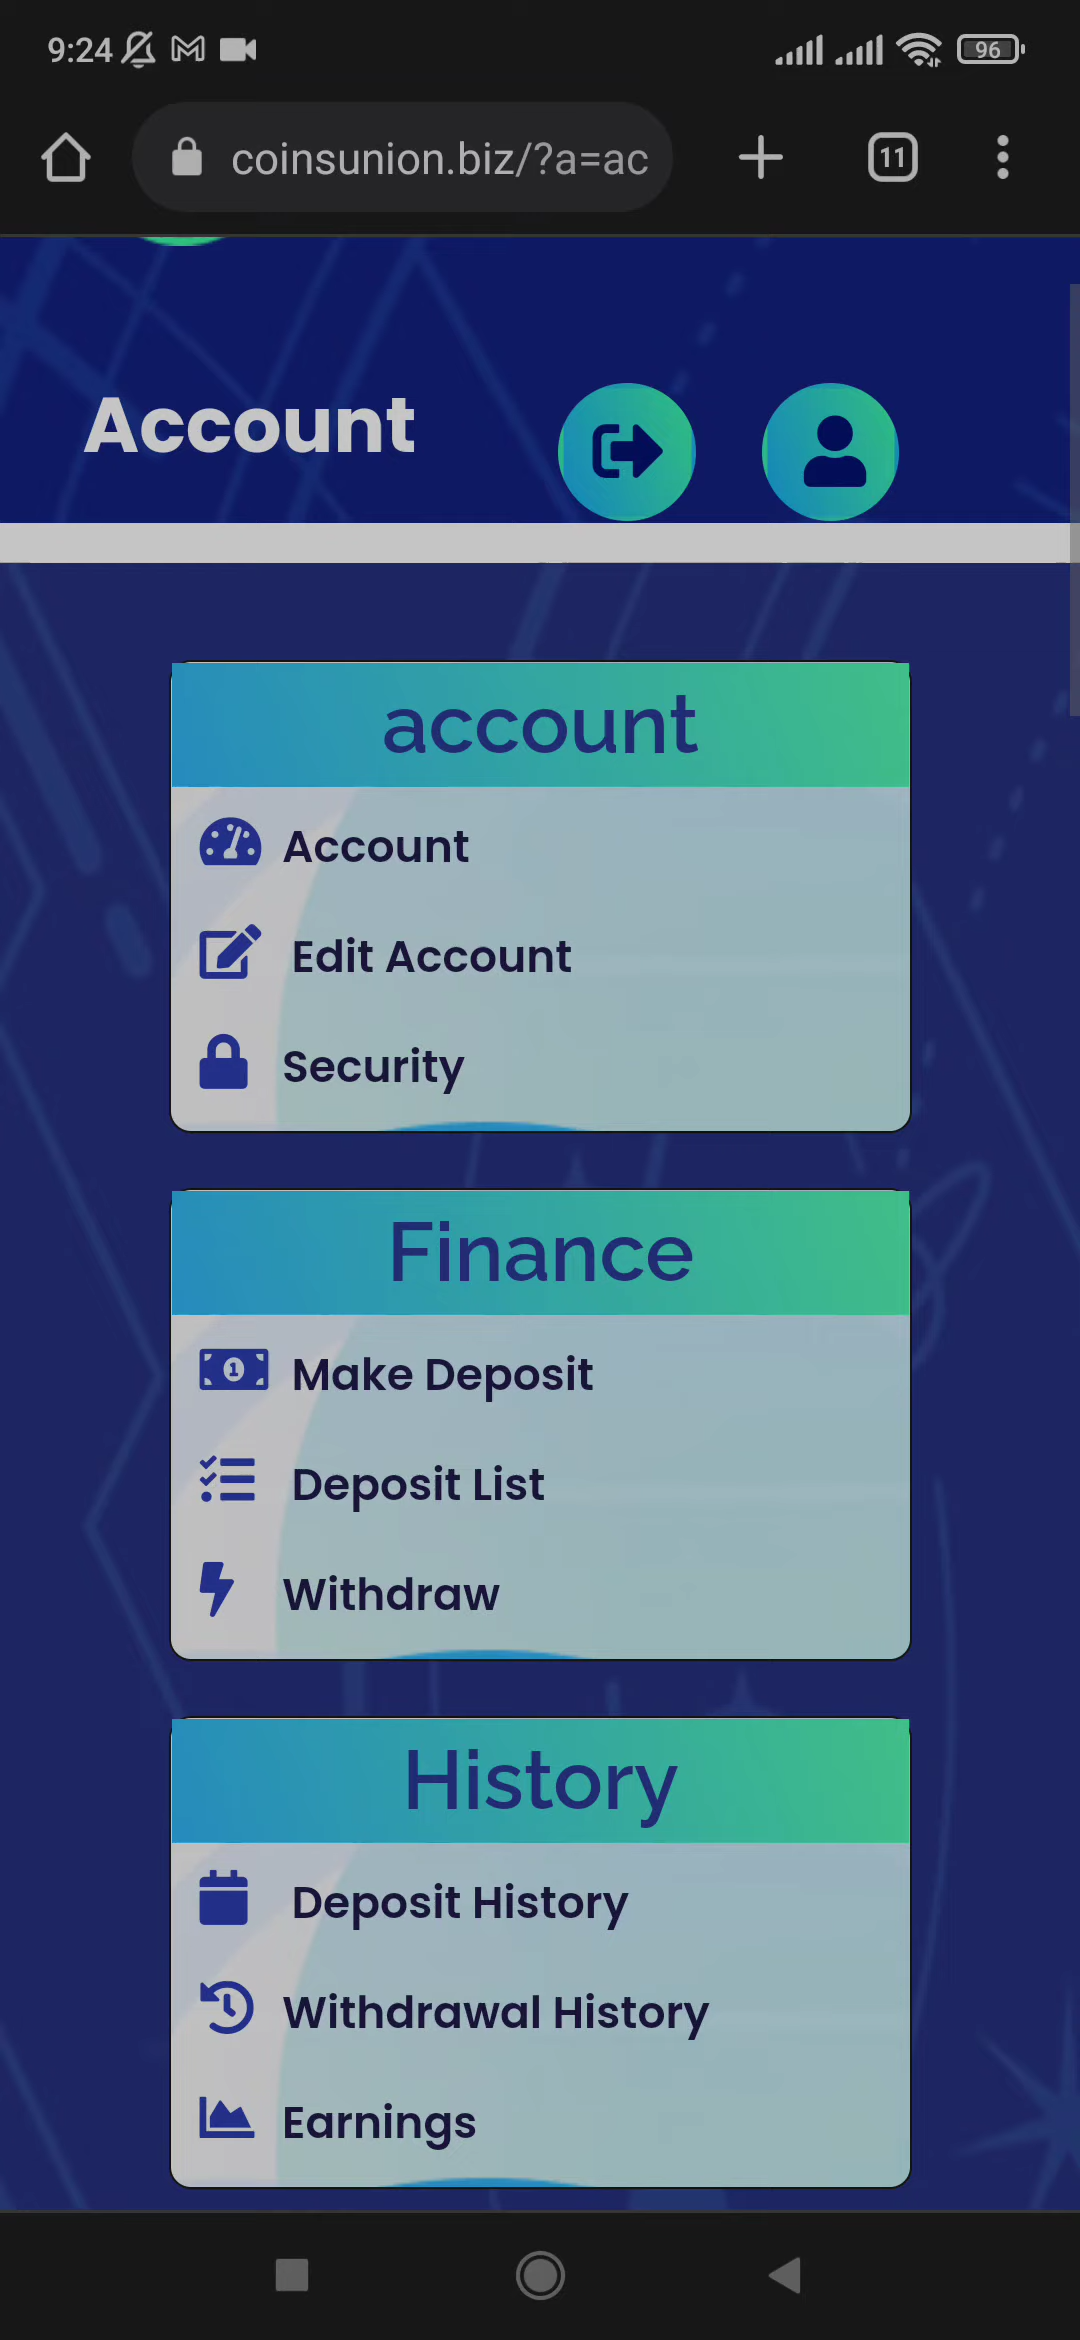 9:24
96
coinsunion.biz/?a=ac
11
Account
account
Account
Edit Account
Security
Finance
1
Make Deposit
Deposit List
Withdraw
History
Deposit History
Withdrawal History
Earnings